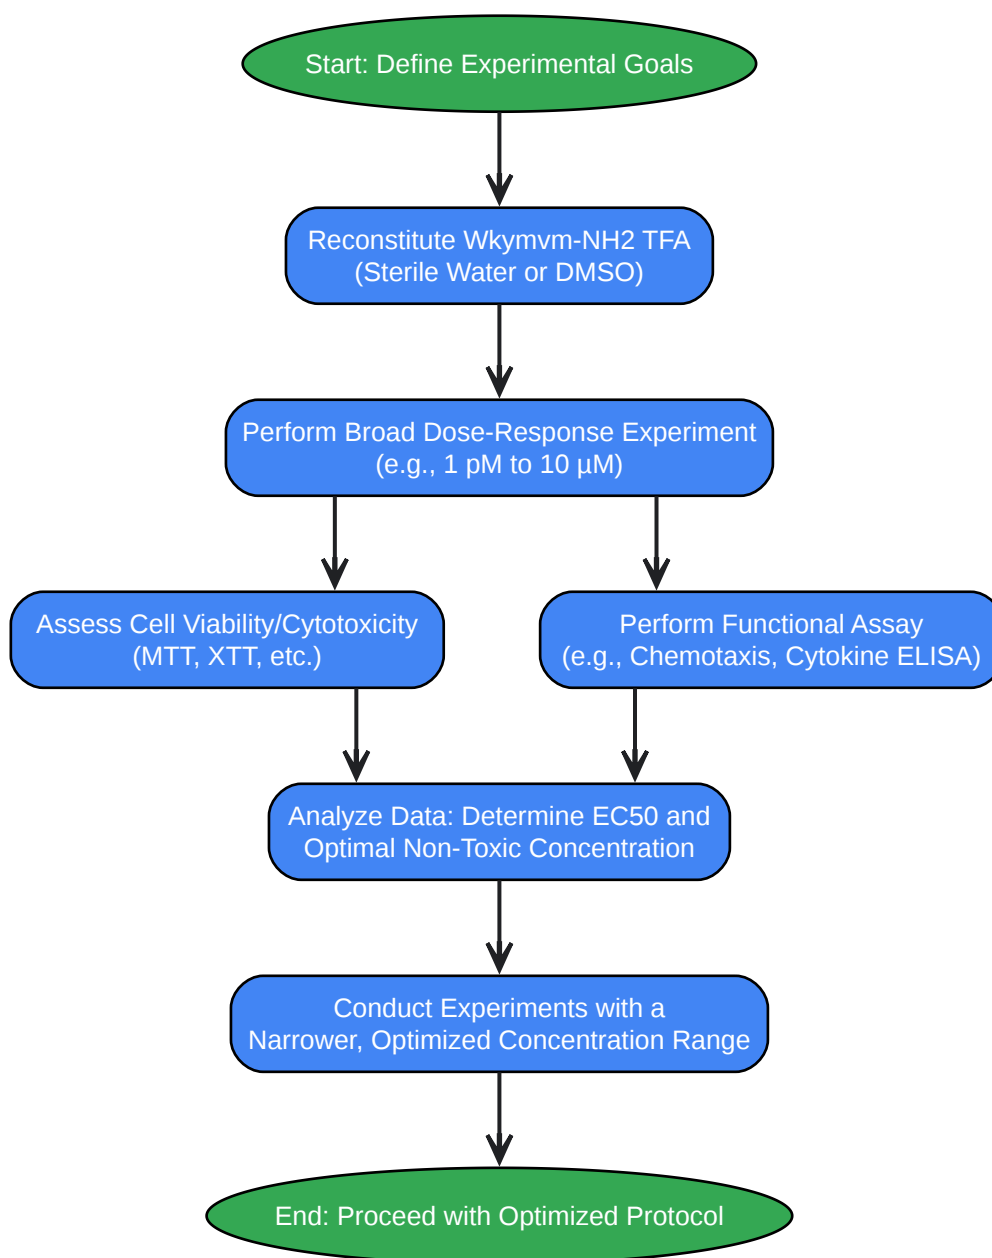 Start: Define Experimental Goals
Reconstitute Wkymvm-NH2 TFA
(Sterile Water or DMSO)
Perform Broad Dose-Response Experiment
(e.g., 1 pM to 10 µM)
Assess Cell Viability/Cytotoxicity
(MTT, XTT, etc.)
Perform Functional Assay
(e.g., Chemotaxis, Cytokine ELISA)
Analyze Data: Determine EC50 and
Optimal Non-Toxic Concentration
Conduct Experiments with a
Narrower, Optimized Concentration Range
End: Proceed with Optimized Protocol